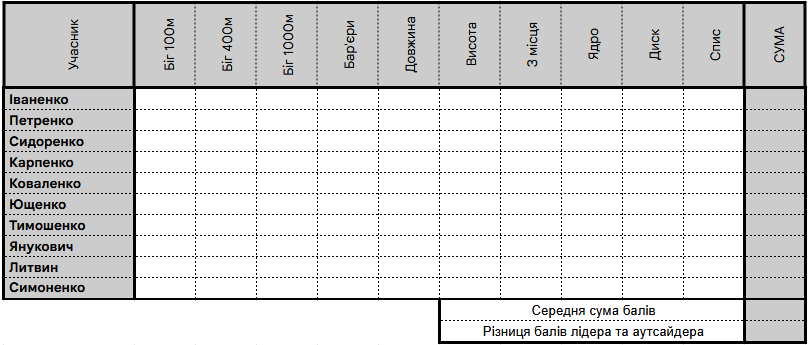 Учасник
Біг 100м
Біг 400м
Біг 1000м
Бар'єри
Довжина
Висота
З місця
Ядро
Диск
Спис
СУМА
Іваненко
Петренко
Сидоренко
Карпенко
Коваленко
Ющенко
Тимошенко
Янукович
Литвин
Симоненко
Середня сума балів
Різниця балів лідера та аутсайдера